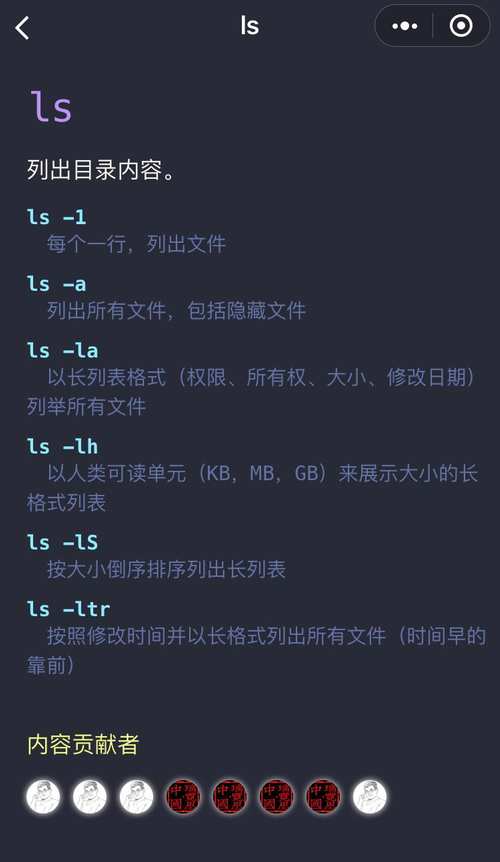 ls
ls
列出目录内容。
ls -1
每个一行，列出文件
ls -a
列出所有文件，包括隐藏文件
ls -la
以长列表格式（权限、所有权、大小、修改日期）
列举所有文件
ls -lh
以人类可读单元（KB，MB，GB）来展示大小的长
格式列表
ls -lS
按大小倒序排序列出长列表
ls -ltr
按照修改时间并以长格式列出所有文件（时间早的
靠前）
内容贡献者